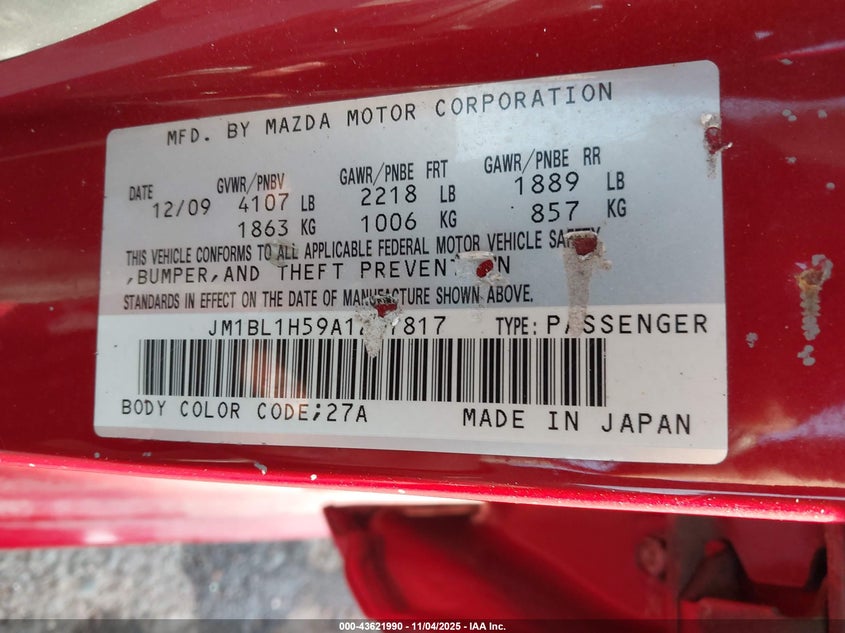 MFD. BY MAZDA MOTOR CORPORATION
DATE GVWR/PNBV GAWR/PNBE FRT GAWR/PNBE RR
12/09 4107 LB 2218 LB 1889 LB
1863 KG 1006 KG 857 KG
THIS VEHICLE CONFORMS TO ALL APPLICABLE FEDERAL MOTOR VEHICLE SAFETY
,BUMPER,AND THEFT
STANDARDS IN EFFECT ON THE DATE OF MANUFACTURE SHOWN ABOVE.
TYPE: PASSENGER
BODY COLOR CODE;27A MADE IN JAPAN
000-43621990 - 11/04/2025 - IAA Inc.